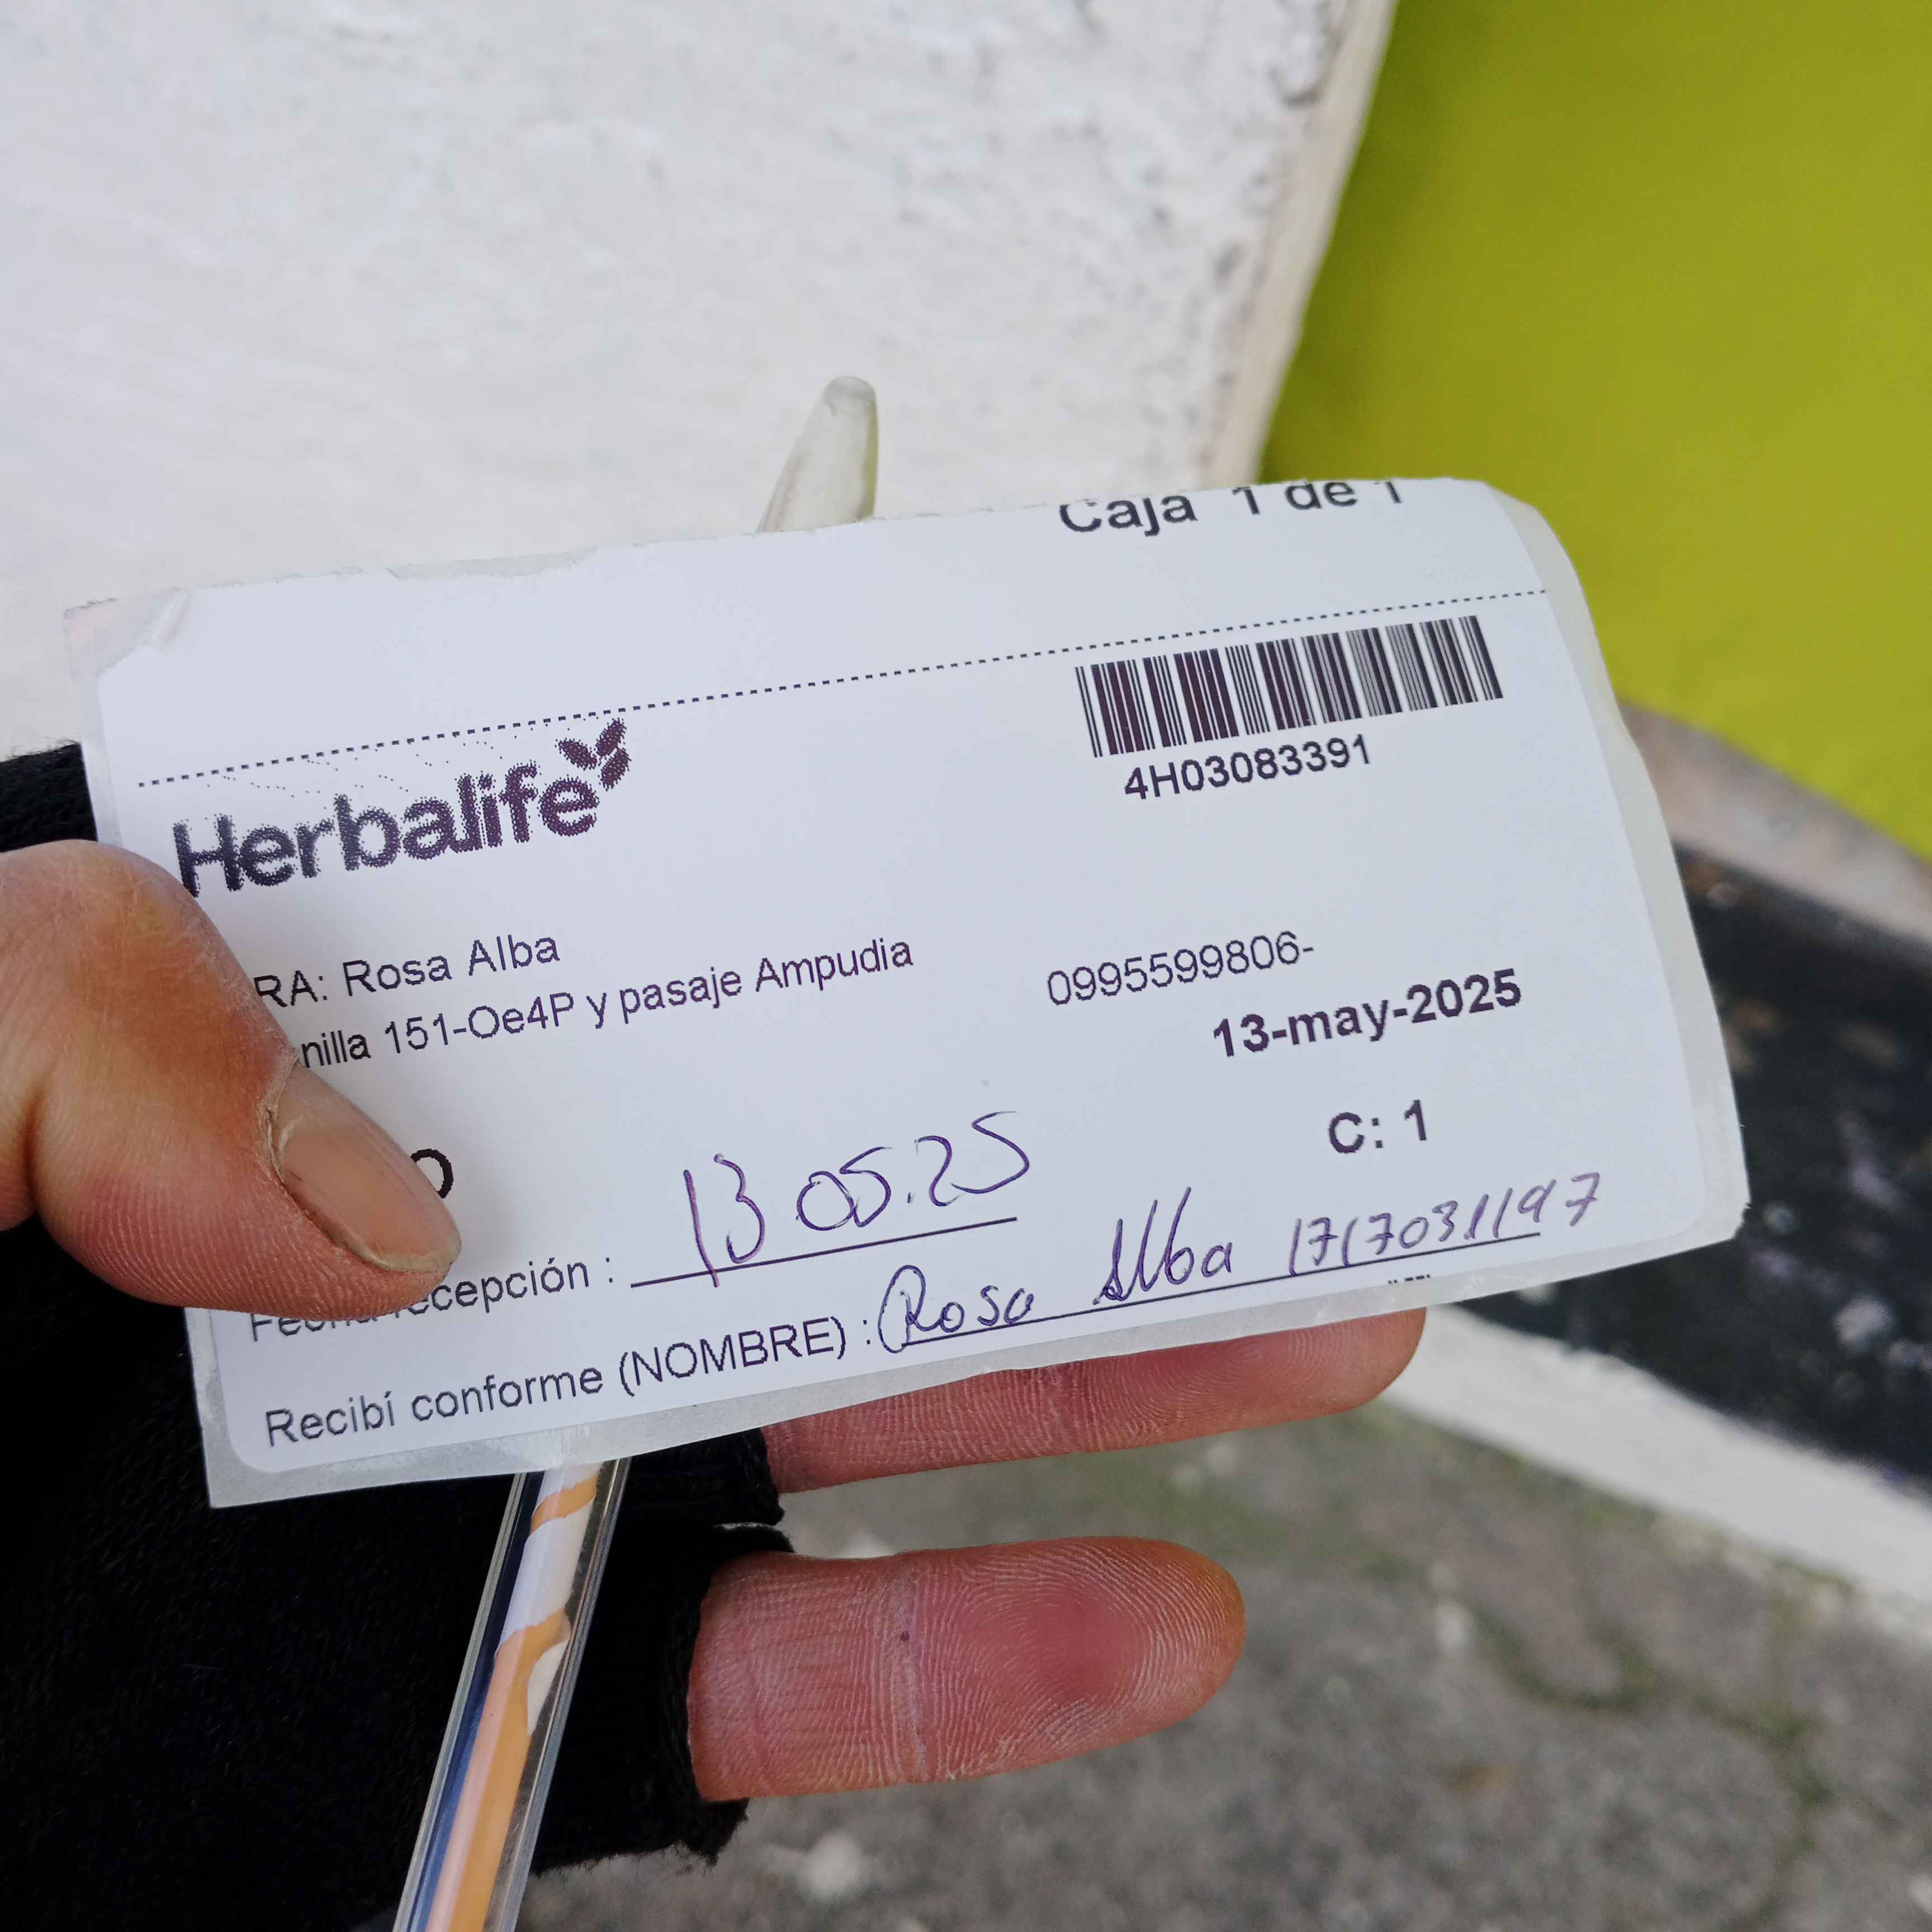 Caja 1 de 1
4H03083391
Herbalife
RA: Rosa Alba
nilla 151-Oe4P y pasaje Ampudia
0995599806-
13-may-2025
O
C: 1
Fecha recepción : 13 05.25
Recibí conforme (NOMBRE) : Rosa Alba 1717031197